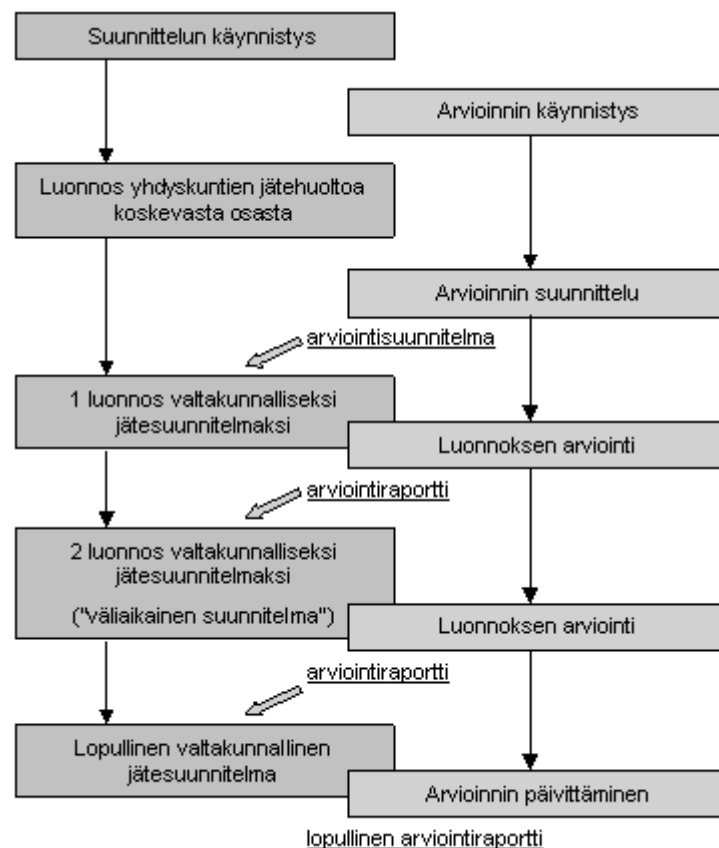 Suunnittelun käynnistys
Arvioinnin käynnistys
Luonnos yhdyskuntien jätehuoltoa
koskevasta osasta
Arvioinnin suunnittelu
arviointisuunnitelma
1 luonnos valtakunnalliseksi
jätesuunnitelmaksi
Luonnoksen arviointi
arviointiraportti
2 luonnos valtakunnalliseksi
jätesuunnitelmaksi
("väliaikainen suunnitelma")
Luonnoksen arviointi
arviointiraportti
Lopullinen valtakunnallinen
jätesuunnitelma
Arvioinnin päivittäminen
lopullinen arviointiraportti